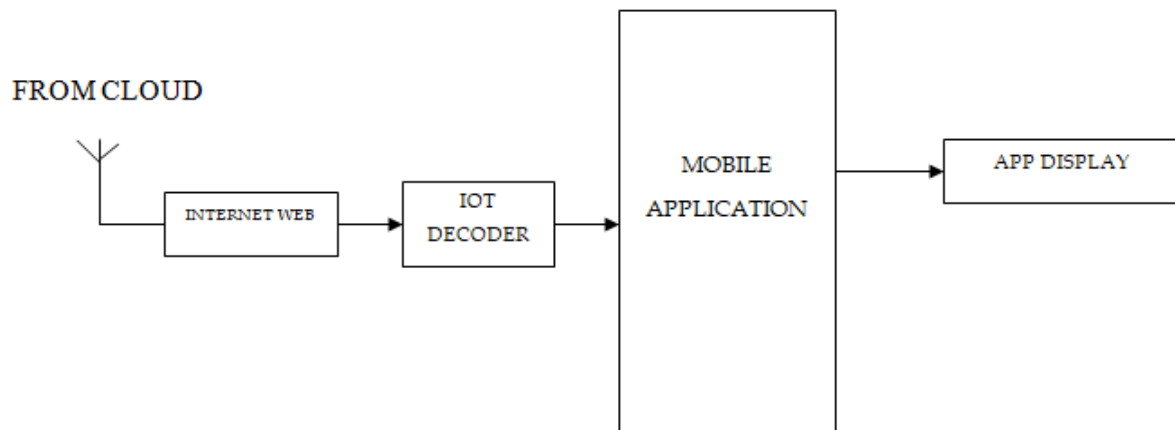 FROM CLOUD
INTERNET WEB
IOT
DECODER
MOBILE
APPLICATION
APP DISPLAY